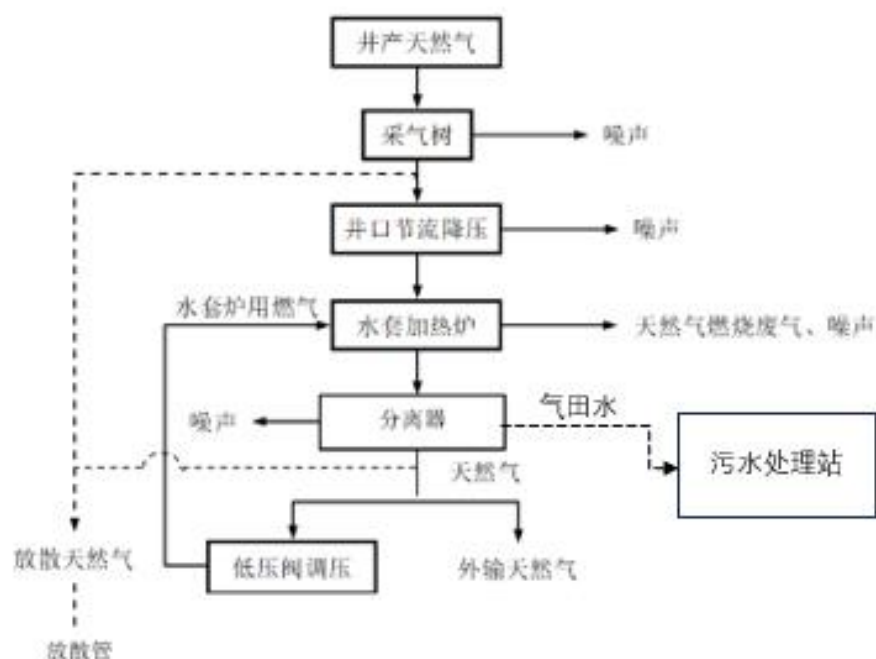 井产天然气
采气树
噪声
井口节流降压
噪声
水套炉用燃气
水套加热炉
天然气燃烧废气、噪声
噪声
分离器
气田水
污水处理站
天然气
放散天然气
低压阀调压
外输天然气
放散管